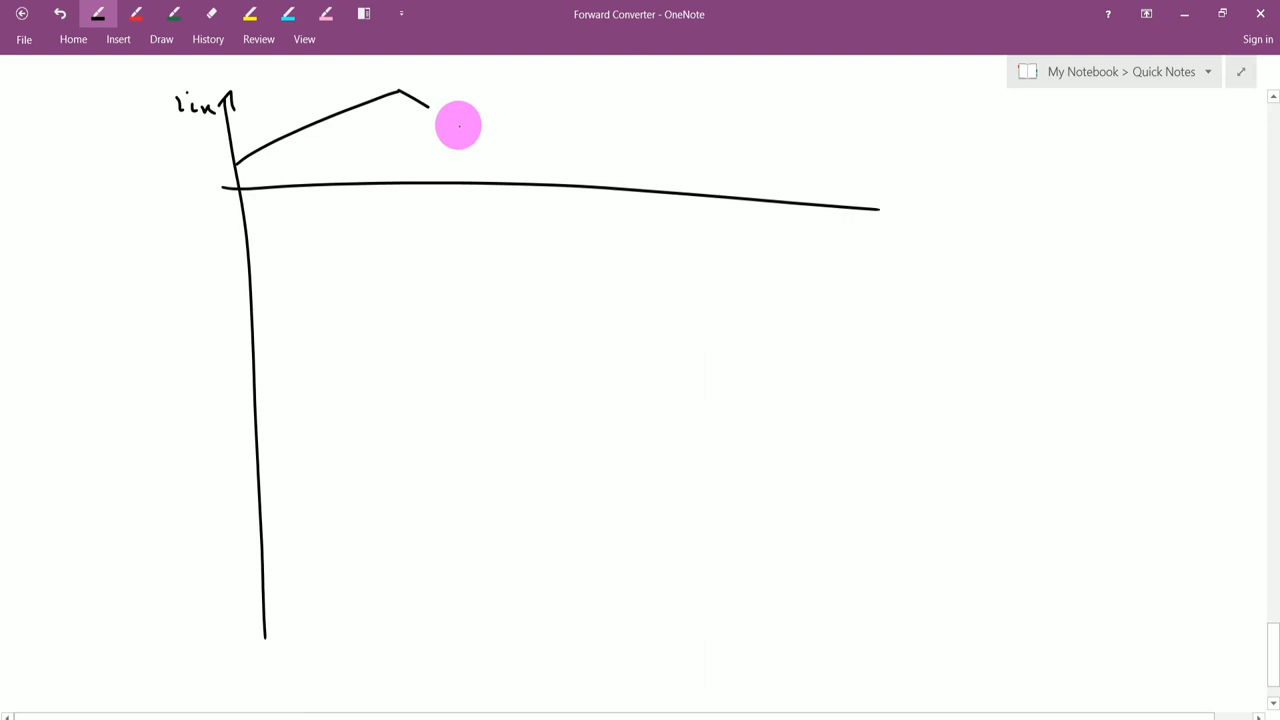 Forward Converter - OneNote
?
File
Home
Insert
Draw
History
Review
View
Sign in
My Notebook > Quick Notes
iin